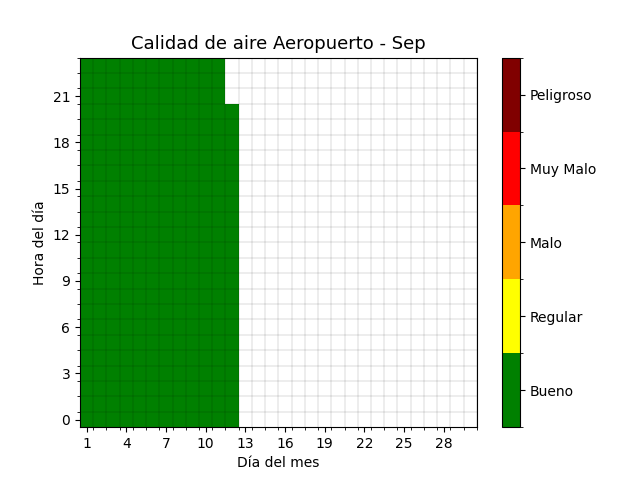 Calidad de aire Aeropuerto - Sep
Hora del día
21
18
15
12
9
6
3
0
1 4 7 10 13 16 19 22 25 28
Día del mes
Peligroso
Muy Malo
Malo
Regular
Bueno